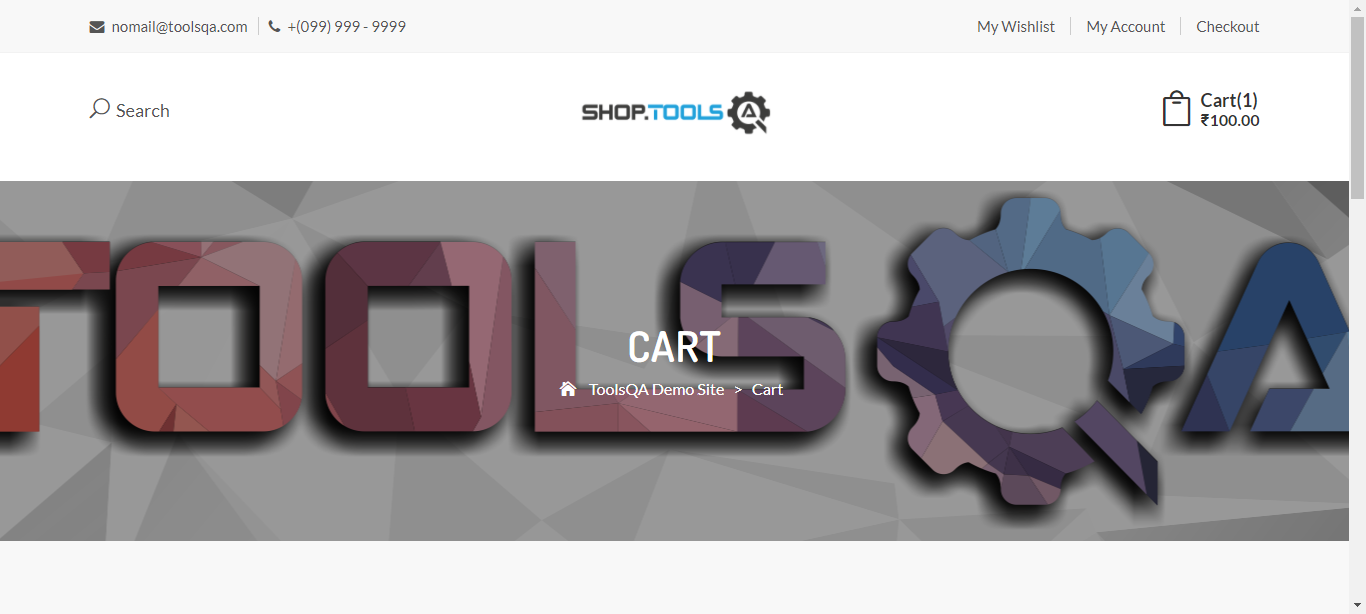 nomail@toolsqa.com
+(099) 999 - 9999
My Wishlist
My Account
Checkout
Search
SHOP.TOOLSQA
Cart(1)
₹100.00
TOOLSQA
CART
ToolsQA Demo Site > Cart